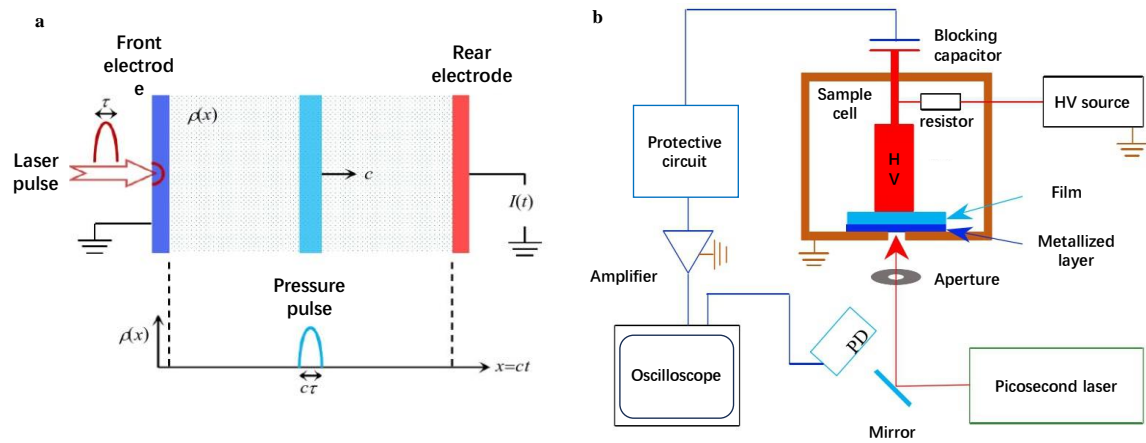 a
Front
electrod
e
Rear
electrode
τ
ρ(x)
Laser
pulse
c
I(t)
Pressure
pulse
ρ(x)
x=ct
cτ
b
Blocking
capacitor
Sample
cell
resistor
HV source
Protective
circuit
H
V
Film
Metallized
layer
Amplifier
Aperture
PD
Oscilloscope
Picosecond laser
Mirror